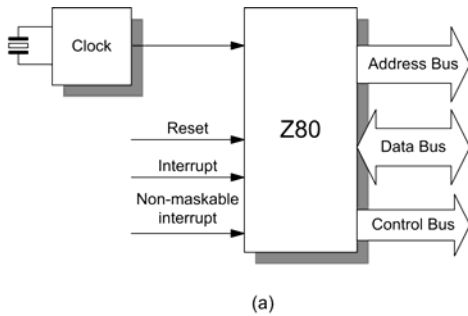 Clock
Address Bus
Reset
Z80
Data Bus
Interrupt
Non-maskable
interrupt
Control Bus
(a)